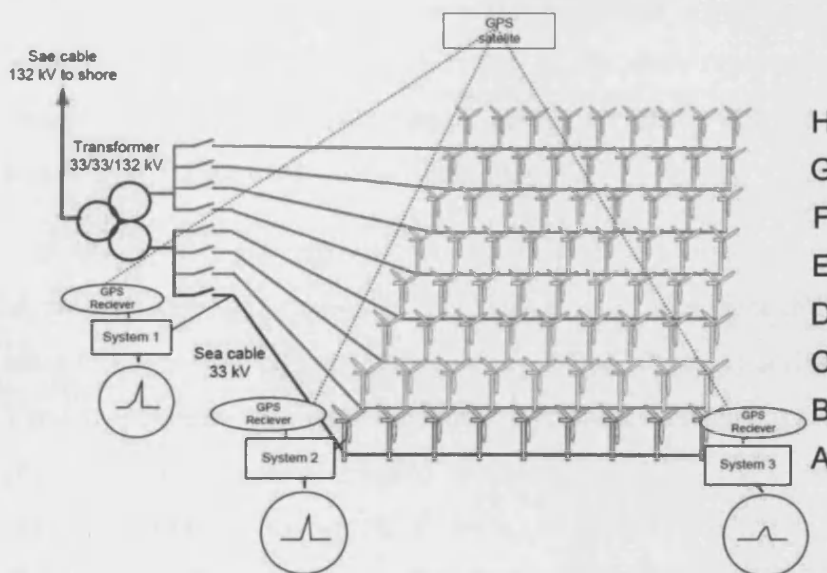 GPS
satelite
Sae cable
132 kV to shore
Transformer
33/33/132 kV
H
G
F
E
D
C
B
A
GPS
Reciever
System 1
Sea cable
33 kV
GPS
Reciever
System 2
GPS
Reciever
System 3